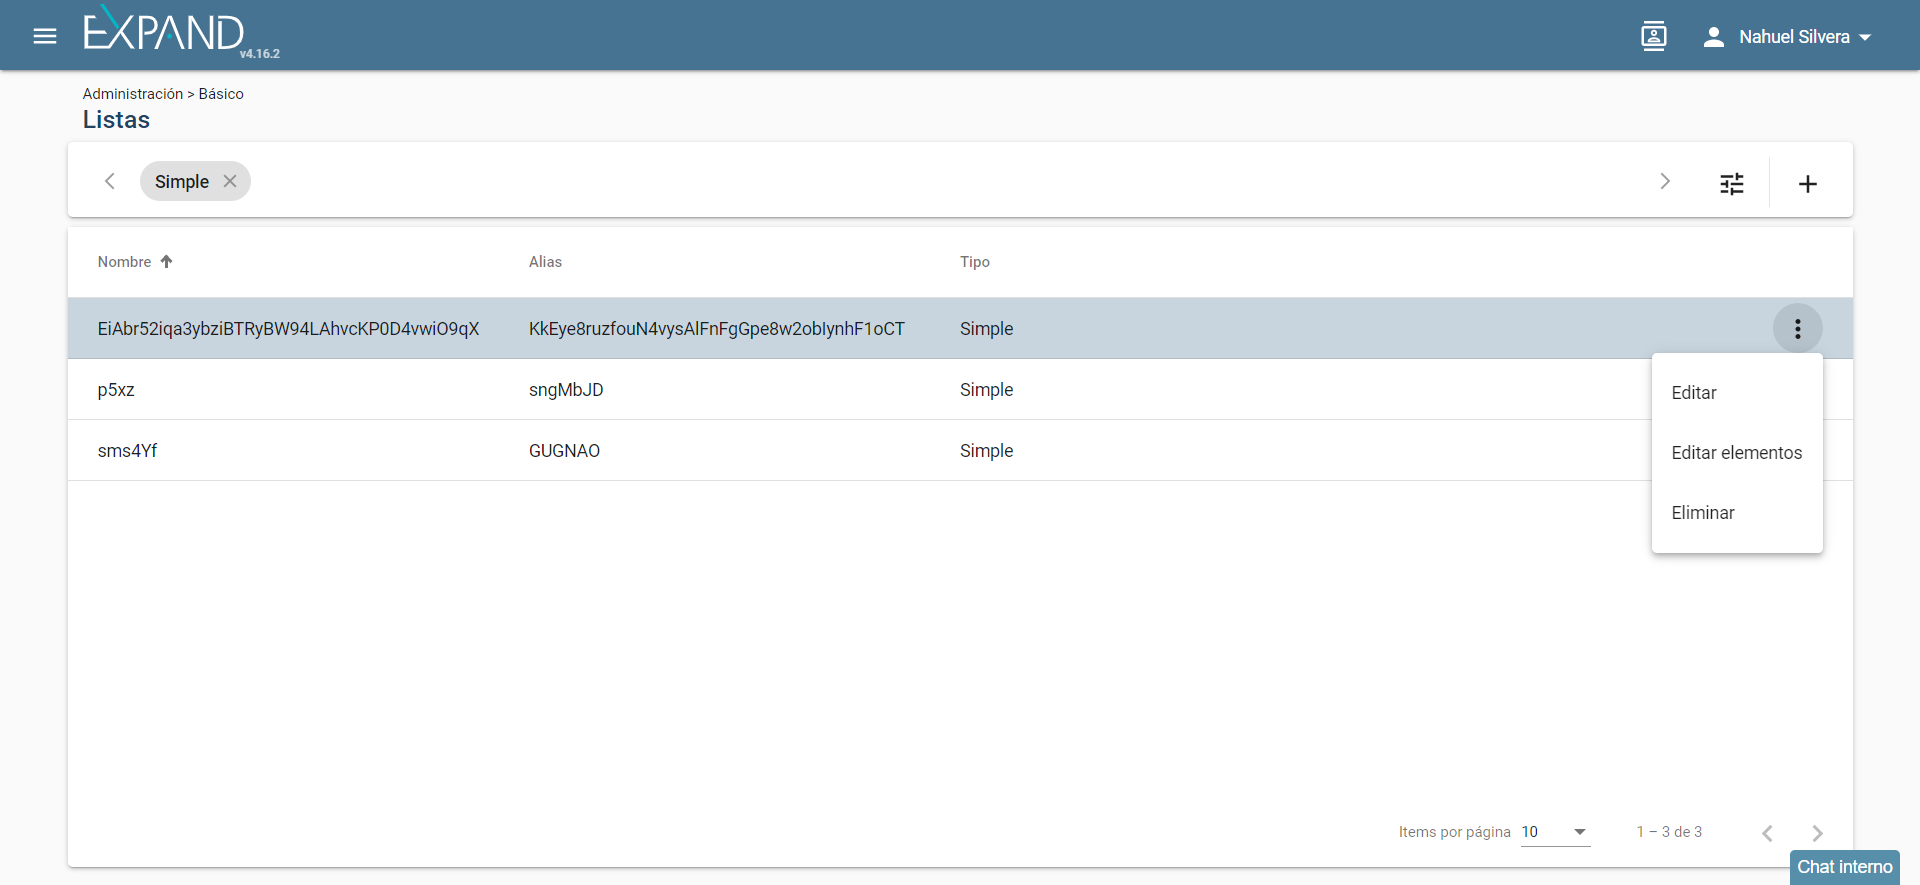 EXPAND
v4.16.2
Nahuel Silvera
Administración > Básico
Listas
Simple
Nombre Alias Tipo
EiAbr52iqa3ybziBTRyBW94LAhvcKP0D4vwiO9qX KkEye8ruzfouN4vysAlFnFgGpe8w2obIynhF1oCT Simple
p5xz sngMbJD Simple
sms4Yf GUGNAO Simple
Editar
Editar elementos
Eliminar
Items por página 10 1 – 3 de 3
Chat interno